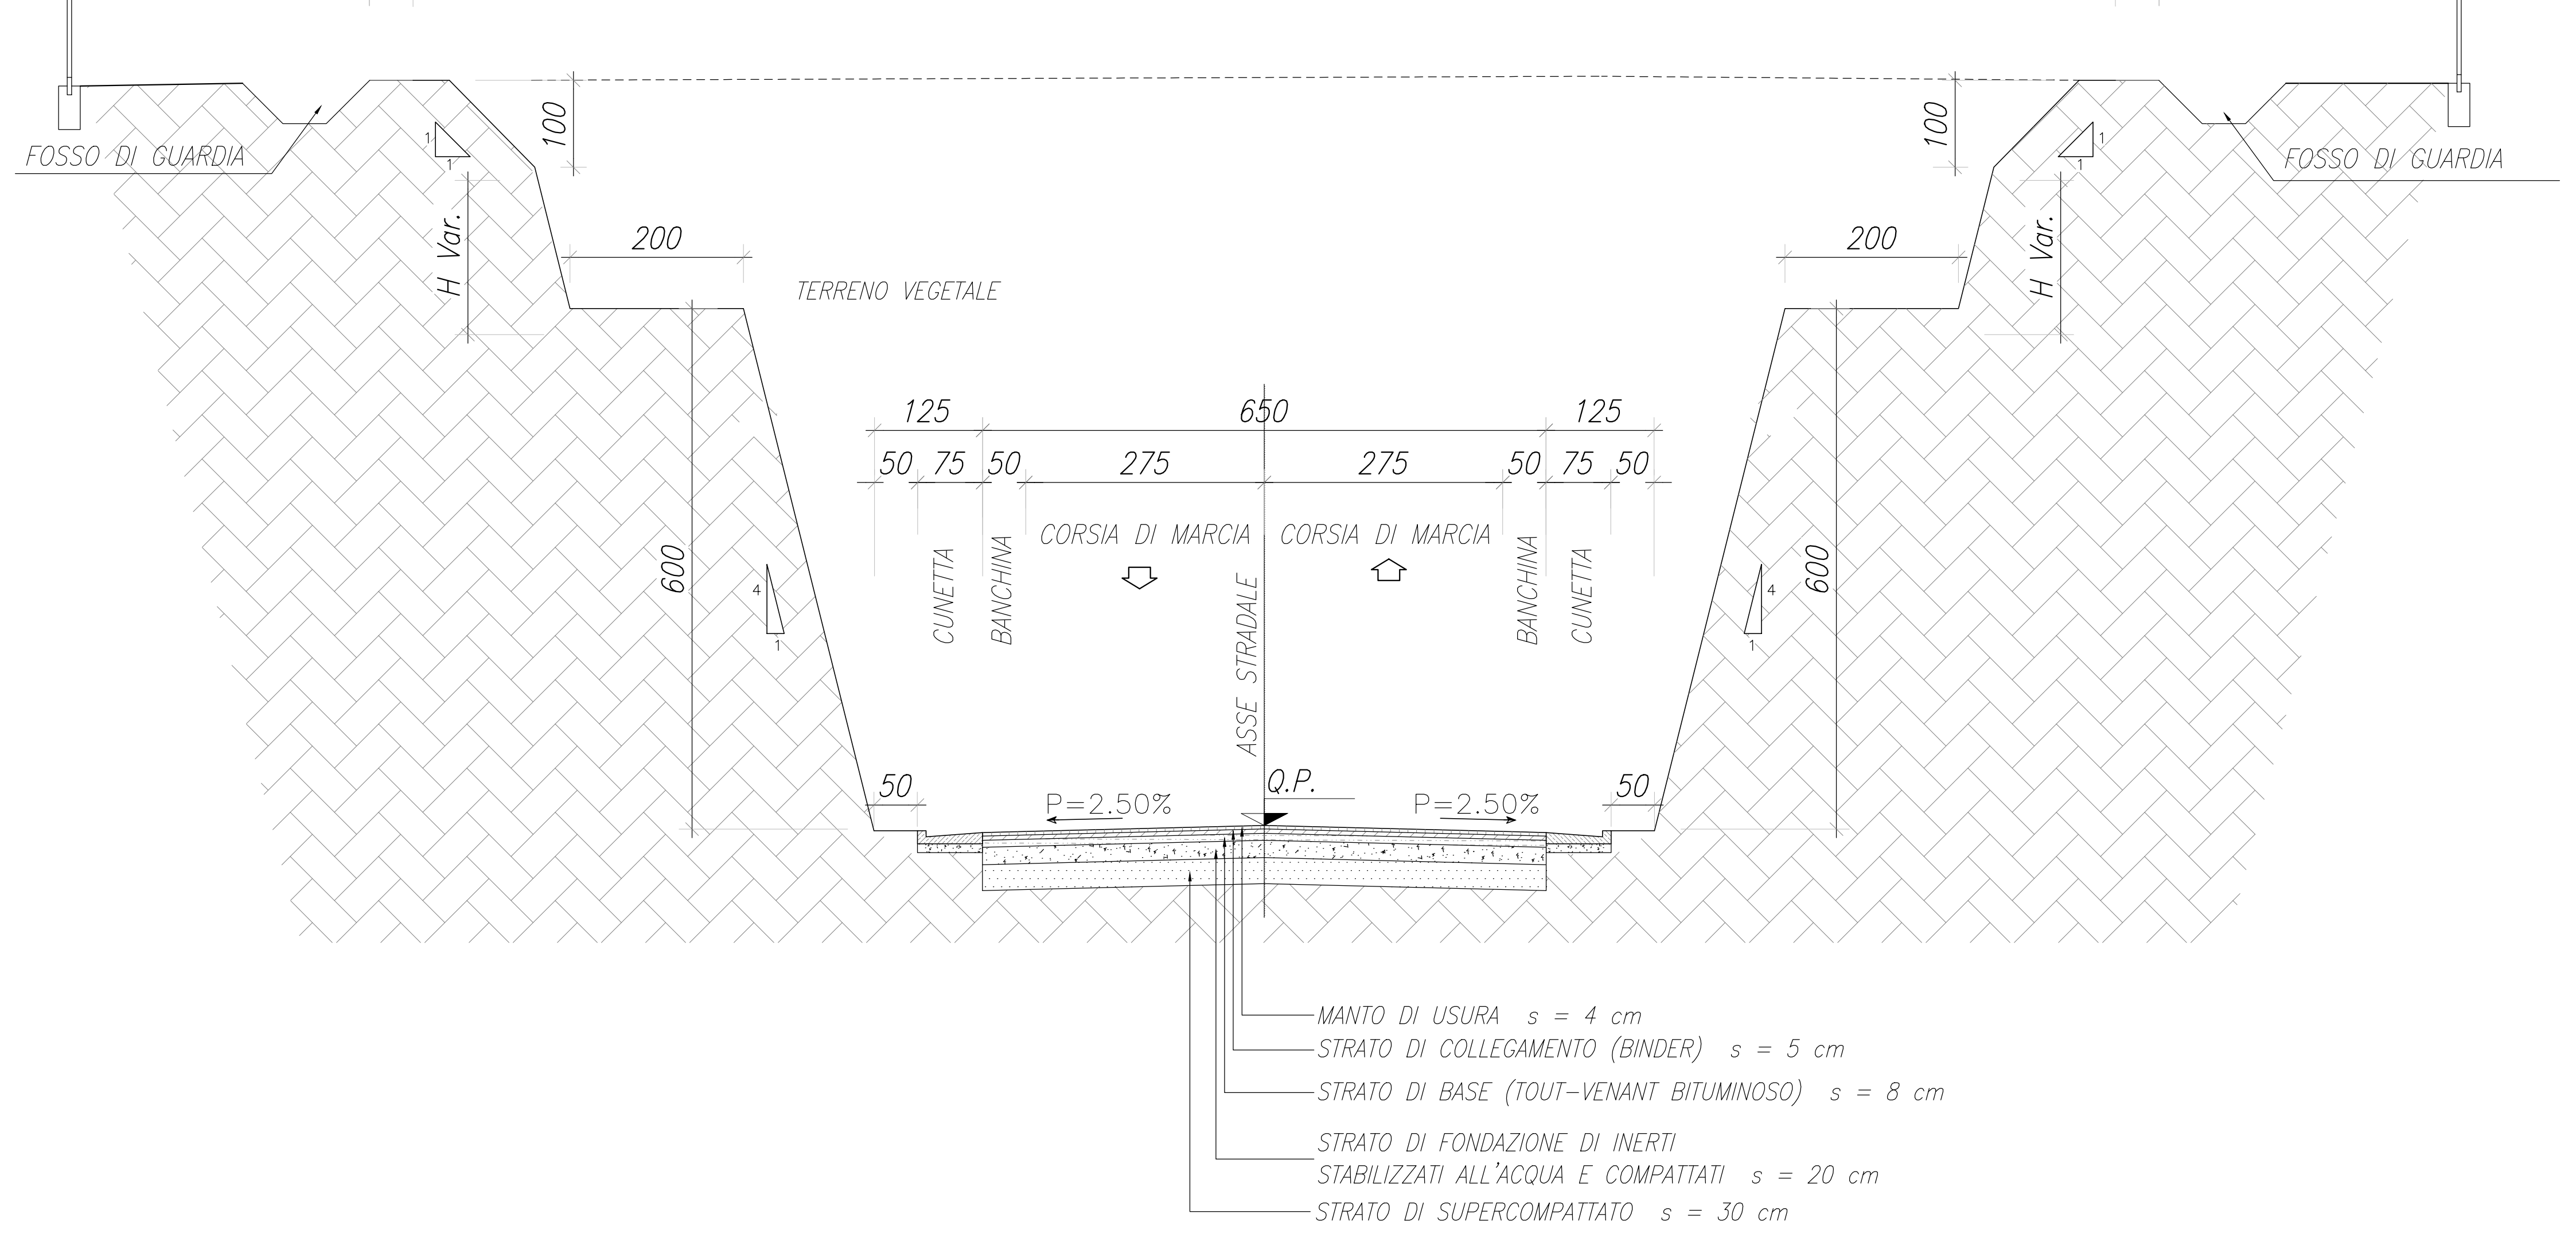 100
100
FOSSO DI GUARDIA
1
1
1
1
FOSSO DI GUARDIA
H Var.
H Var.
200
200
TERRENO VEGETALE
125
650
125
50
75
50
275
275
50
75
50
CORSIA DI MARCIA
CORSIA DI MARCIA
CUNETTA
BANCHINA
BANCHINA
CUNETTA
600
600
4
1
4
1
ASSE STRADALE
50
Q.P.
50
P=2.50%
P=2.50%
MANTO DI USURA s = 4 cm
STRATO DI COLLEGAMENTO (BINDER) s = 5 cm
STRATO DI BASE (TOUT-VENANT BITUMINOSO) s = 8 cm
STRATO DI FONDAZIONE DI INERTI
STABILIZZATI ALL'ACQUA E COMPATTATI s = 20 cm
STRATO DI SUPERCOMPATTATO s = 30 cm